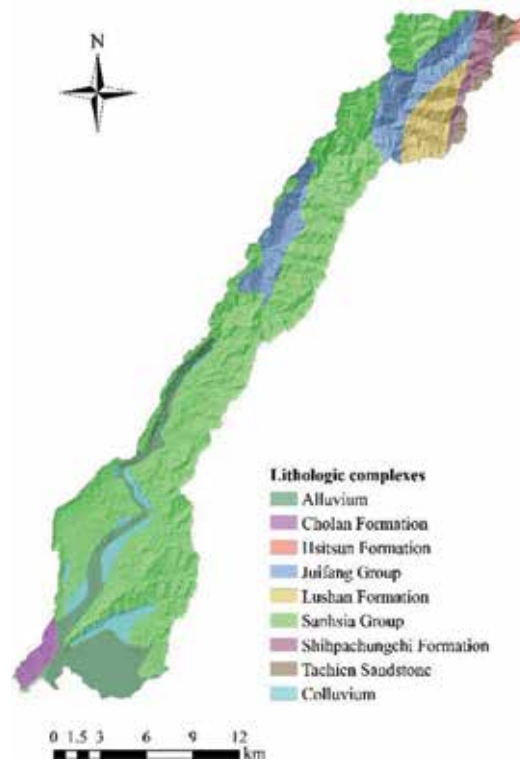 N
Lithologic complexes
Alluvium
Cholan Formation
Hsitsun Formation
Juifang Group
Lushan Formation
Sanhsia Group
Shihpachungchi Formation
Tachien Sandstone
Colluvium
0 1.5 3 6 9 12
km